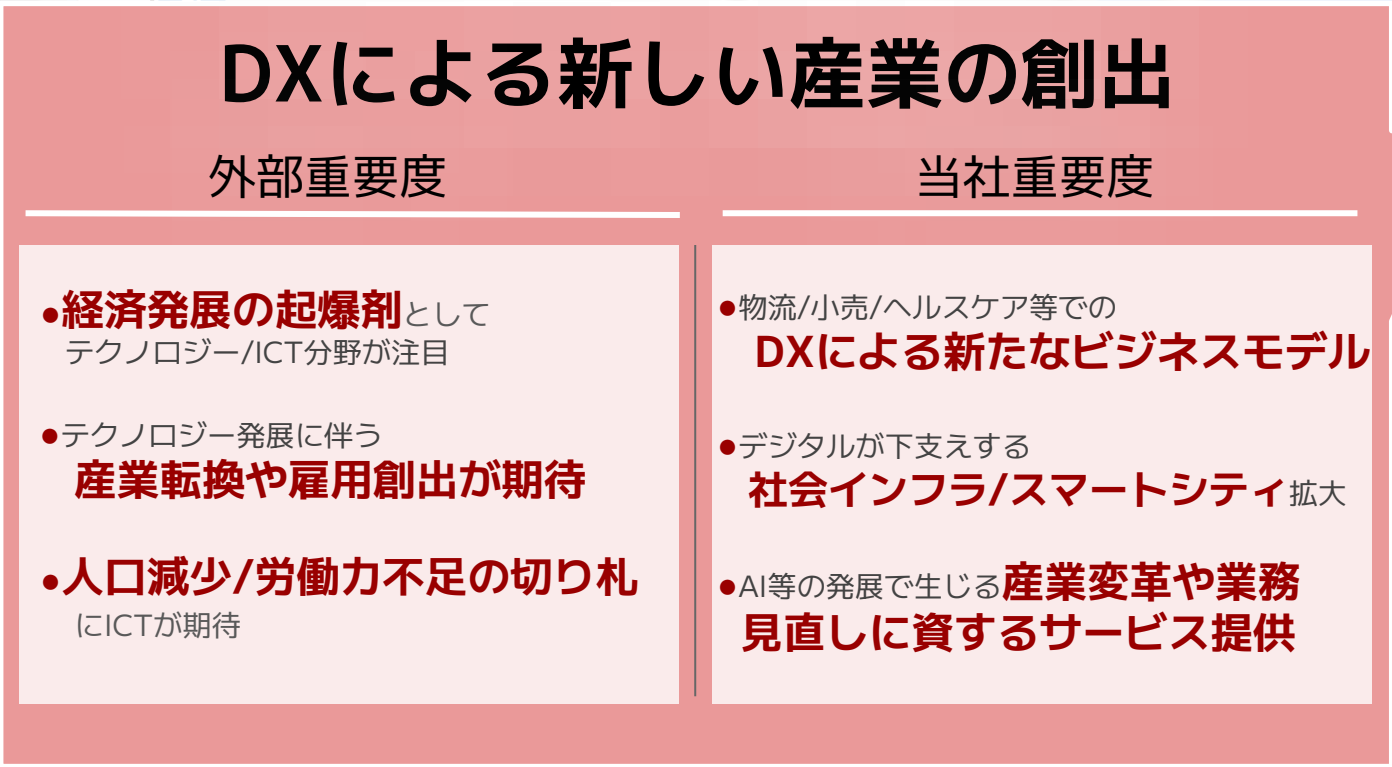 DXによる新しい産業の創出
外部重要度
●経済発展の起爆剤として
テクノロジー/ICT分野が注目
●テクノロジー発展に伴う
産業転換や雇用創出が期待
●人口減少/労働力不足の切り札
にICTが期待
当社重要度
●物流/小売/ヘルスケア等での
DXによる新たなビジネスモデル
●デジタルが下支えする
社会インフラ/スマートシティ拡大
●AI等の発展で生じる産業変革や業務
見直しに資するサービス提供